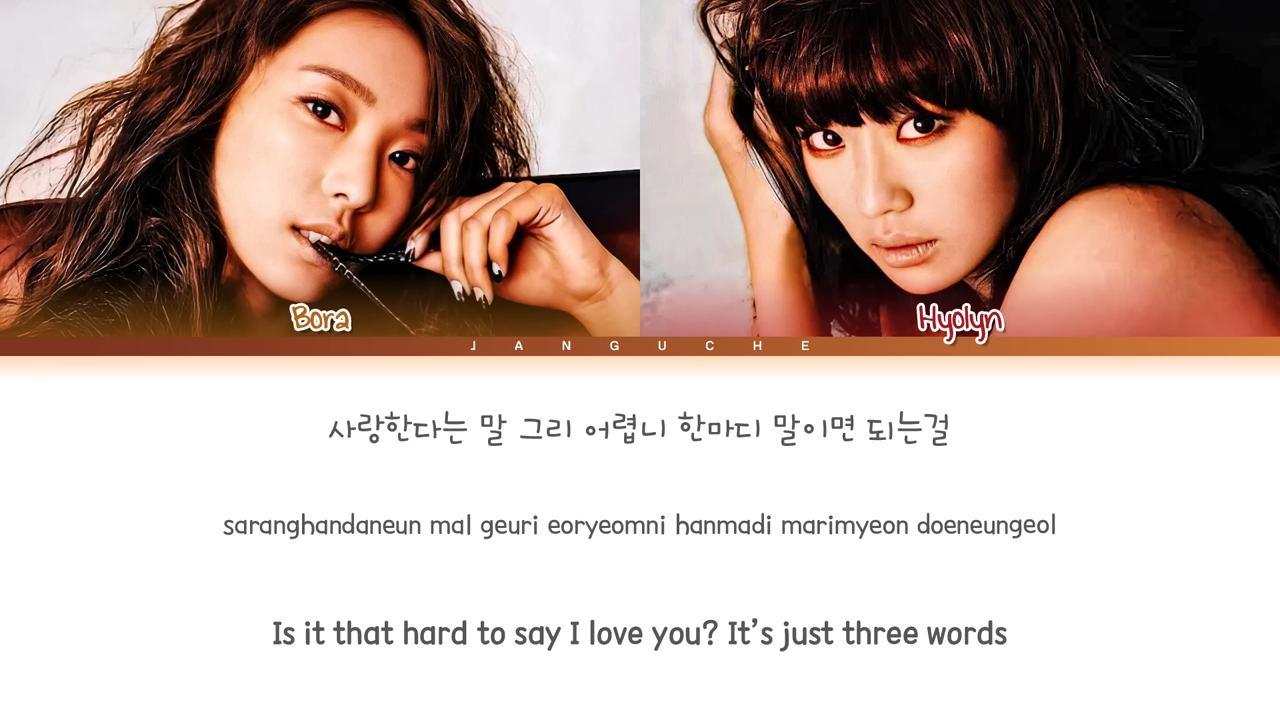 Bora
Hyolyn
JANGUCHE
사랑한다는 말 그리 어렵니 한마디 말이면 되는걸
saranghandaneun mal geuri eoryeomni hanmadi marimyeon doeneungeol
Is it that hard to say I love you? It's just three words